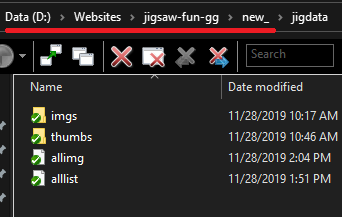 Data (D:) > Websites > jigsaw-fun-gg > new_ > jigdata
Name Date modified
imgs 11/28/2019 10:17 AM
thumbs 11/28/2019 10:46 AM
allimg 11/28/2019 2:04 PM
alllist 11/28/2019 1:51 PM